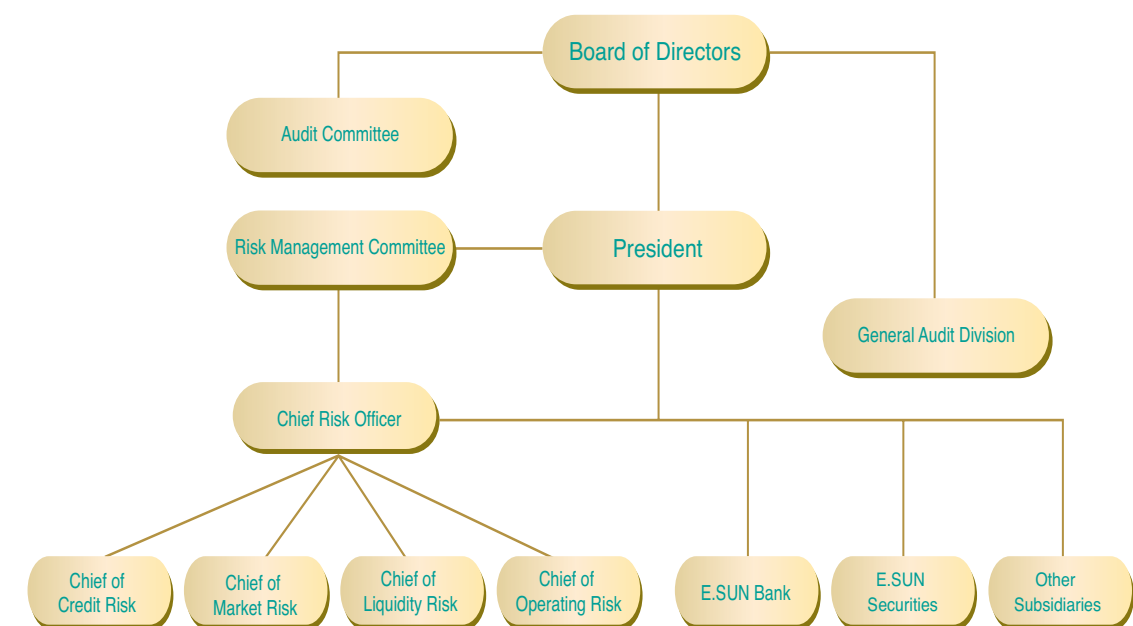 Board of Directors
Audit Committee
Risk Management Committee
President
General Audit Division
Chief Risk Officer
Chief of
Credit Risk
Chief of
Market Risk
Chief of
Liquidity Risk
Chief of
Operating Risk
E.SUN Bank
E.SUN
Securities
Other
Subsidiaries